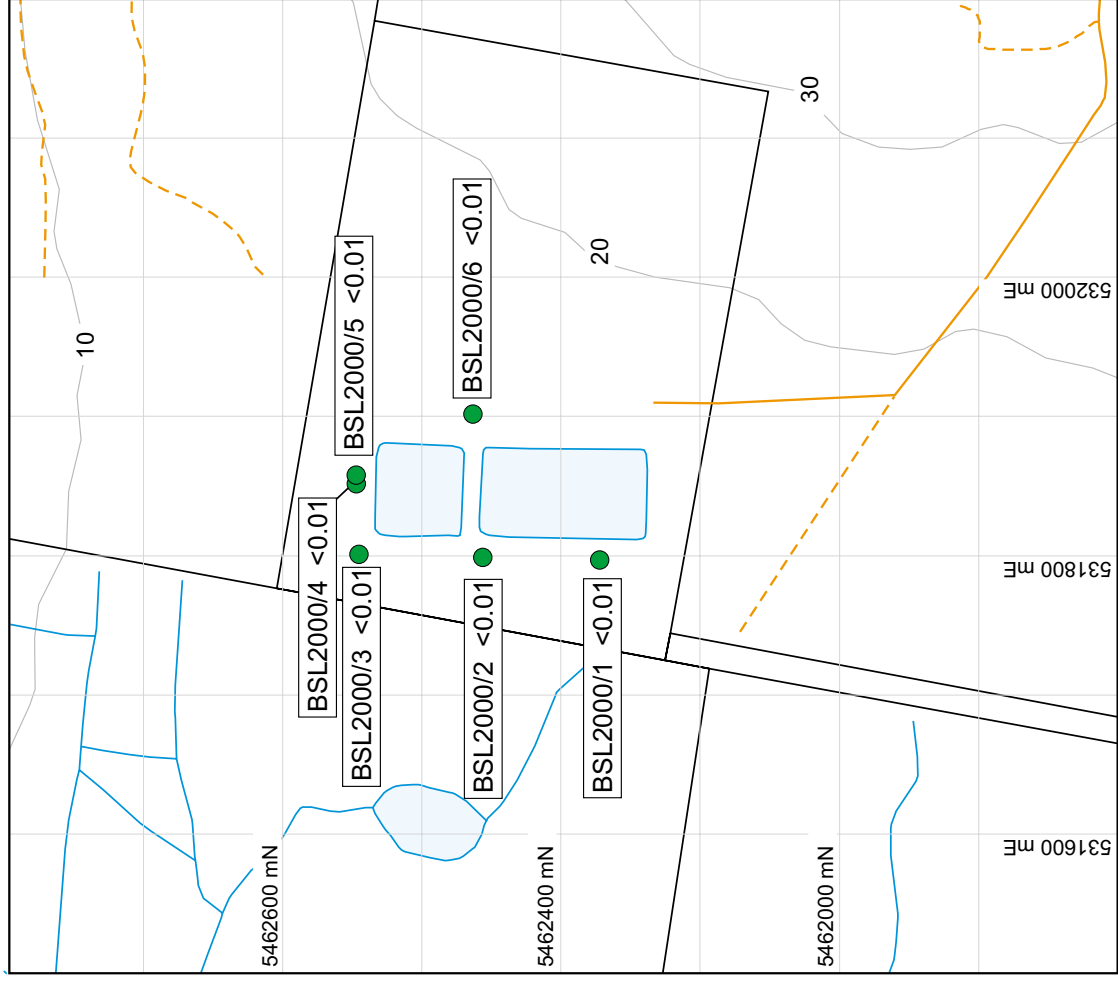 10
20
30
BSL2000/5 <0.01
BSL2000/6 <0.01
BSL2000/4 <0.01
BSL2000/3 <0.01
BSL2000/2 <0.01
BSL2000/1 <0.01
5462600 mN
5462400 mN
5462000 mN
532000 mE
531800 mE
531600 mE